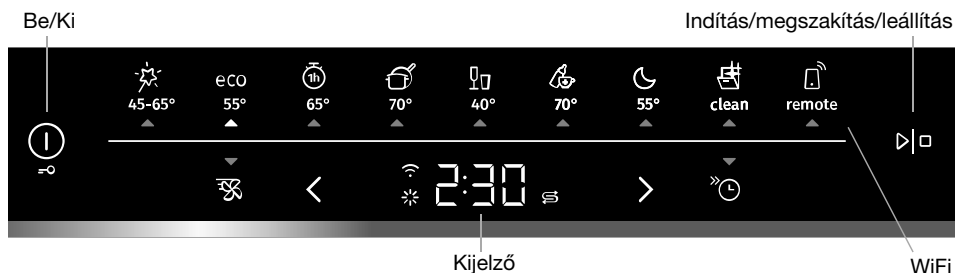 Be/Ki
Indítás/megszakítás/leállítás
eco
1h
45-65° 55° 65° 70° 40° 70° 55° clean remote
2:30
Kijelző
WiFi